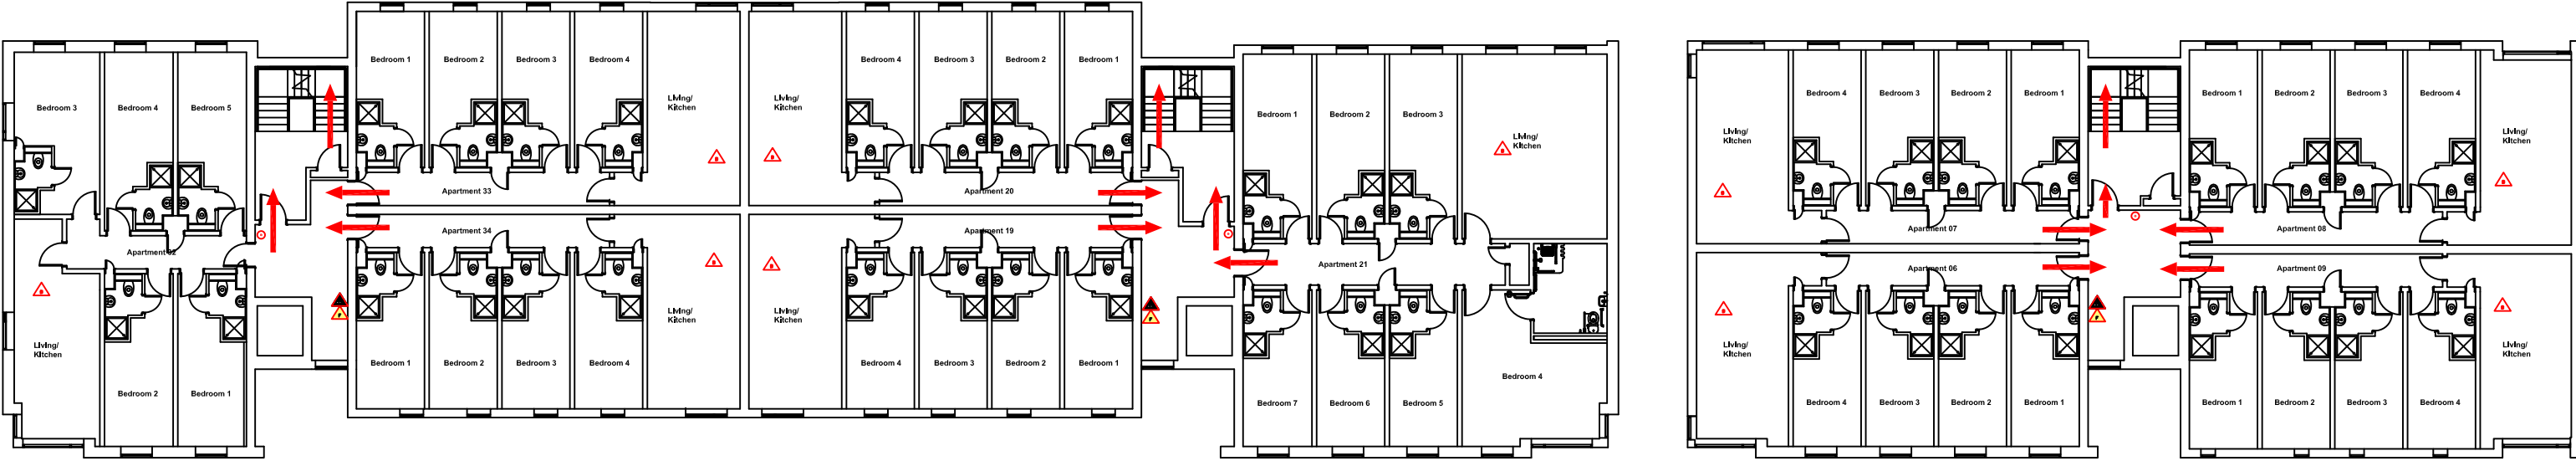 Bedroom 1
Bedroom 2
Bedroom 3
Bedroom 4
Bedroom 4
Bedroom 3
Bedroom 2
Bedroom 1
Living/
Kitchen
Living/
Kitchen
Bedroom 3
Bedroom 4
Bedroom 5
Bedroom 1
Bedroom 2
Bedroom 3
Living/
Kitchen
Apartment 33
Apartment 20
Apartment 34
Apartment 19
Apartment 02
Apartment 21
Living/
Kitchen
Living/
Kitchen
Living/
Kitchen
Bedroom 1
Bedroom 2
Bedroom 3
Bedroom 4
Bedroom 4
Bedroom 3
Bedroom 2
Bedroom 1
Bedroom 2
Bedroom 1
Bedroom 4
Bedroom 7
Bedroom 6
Bedroom 5
Living/
Kitchen
Bedroom 4
Bedroom 3
Bedroom 2
Bedroom 1
Bedroom 1
Bedroom 2
Bedroom 3
Bedroom 4
Living/
Kitchen
Apartment 07
Apartment 08
Apartment 06
Apartment 09
Living/
Kitchen
Living/
Kitchen
Bedroom 4
Bedroom 3
Bedroom 2
Bedroom 1
Bedroom 1
Bedroom 2
Bedroom 3
Bedroom 4